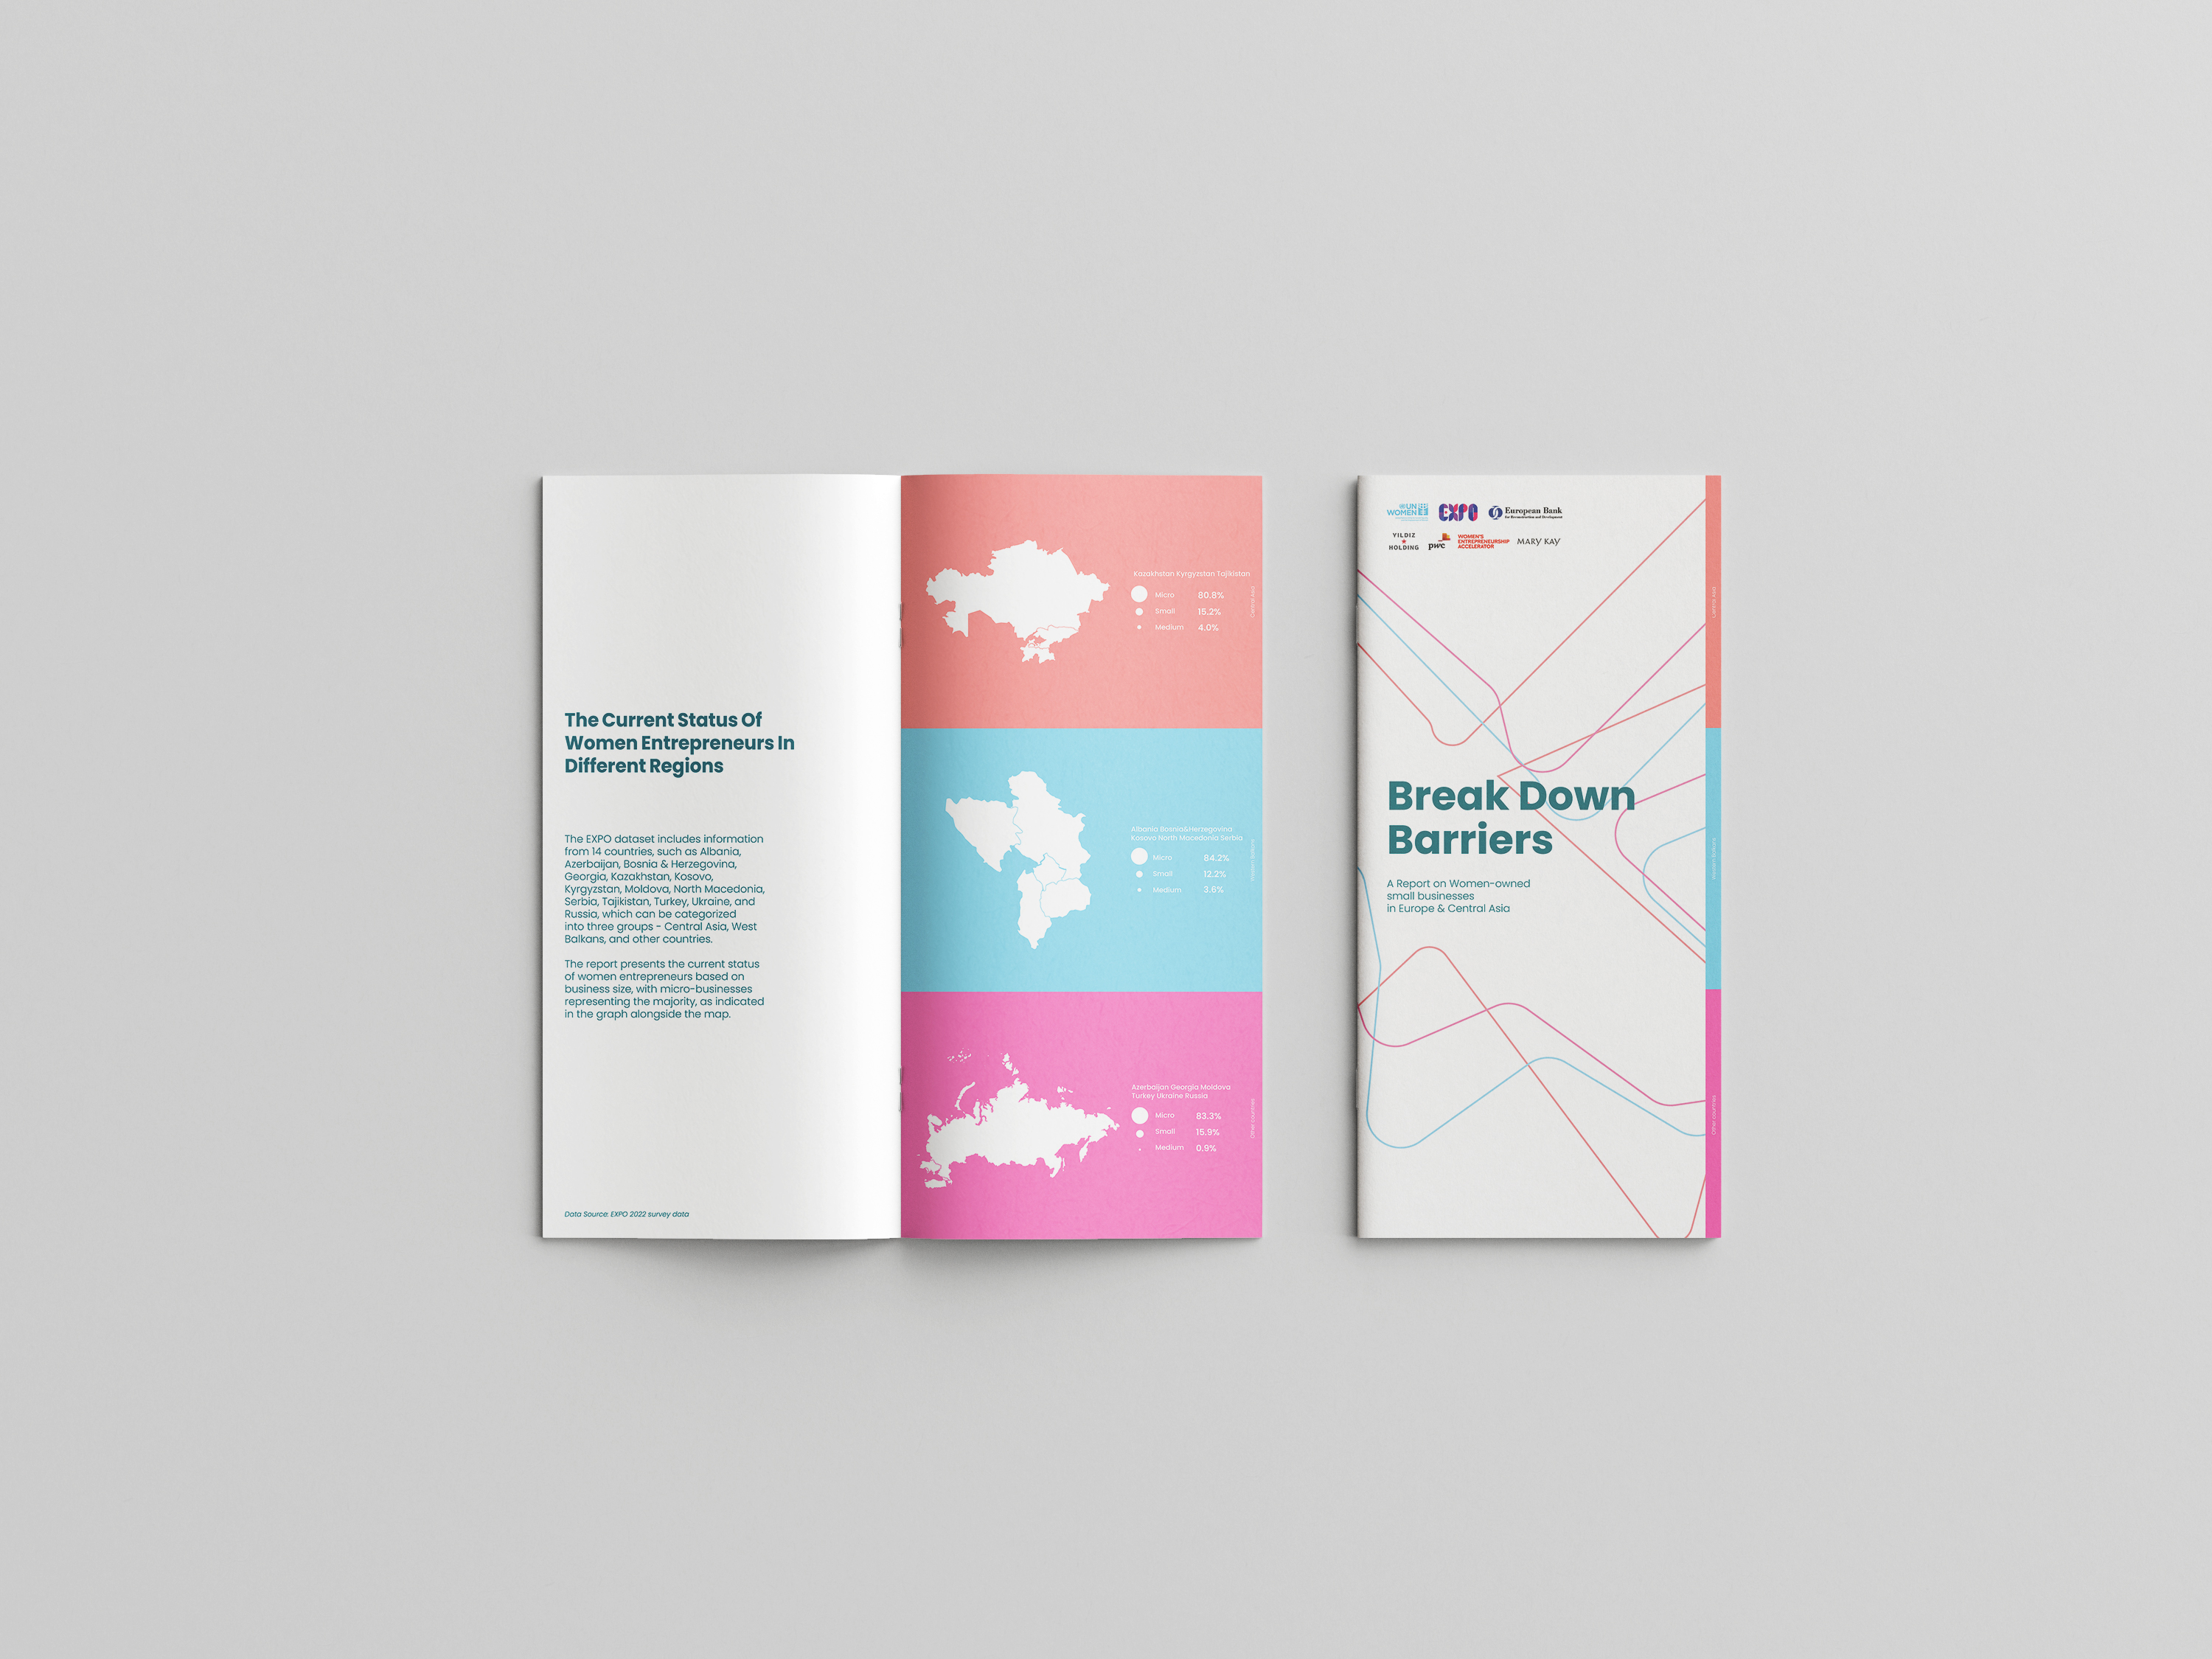 The Current Status Of
Women Entrepreneurs In
Different Regions
The EXPO dataset includes information
from 14 countries, such as Albania,
Azerbaijan, Bosnia & Herzegovina,
Georgia, Kazakhstan, Kosovo,
Kyrgyzstan, Moldova, North Macedonia,
Serbia, Tajikistan, Turkey, Ukraine, and
Russia, which can be categorized
into three groups - Central Asia, West
Balkans, and other countries.
The report presents the current status
of women entrepreneurs based on
business size, with micro-businesses
representing the majority, as indicated
in the graph alongside the map.
Data Source: EXPO 2022 survey data
Kazakhstan Kyrgyzstan Tajikistan
Micro 80.8%
Small 15.2%
Medium 4.0%
Central Asia
Albania Bosnia&Herzegovina
Kosovo North Macedonia Serbia
Micro 84.2%
Small 12.2%
Medium 3.6%
Western Balkans
Azerbaijan Georgia Moldova
Turkey Ukraine Russia
Micro 83.3%
Small 15.9%
Medium 0.9%
Other countries
UN
WOMEN
EXPO
European Bank
for Reconstruction and Development
YILDIZ
HOLDING
pwc
WOMEN'S
ENTREPRENEURSHIP
ACCELERATOR
MARY KAY
Break Down
Barriers
A Report on Women-owned
small businesses
in Europe & Central Asia
Central Asia
Western Balkans
Other countries